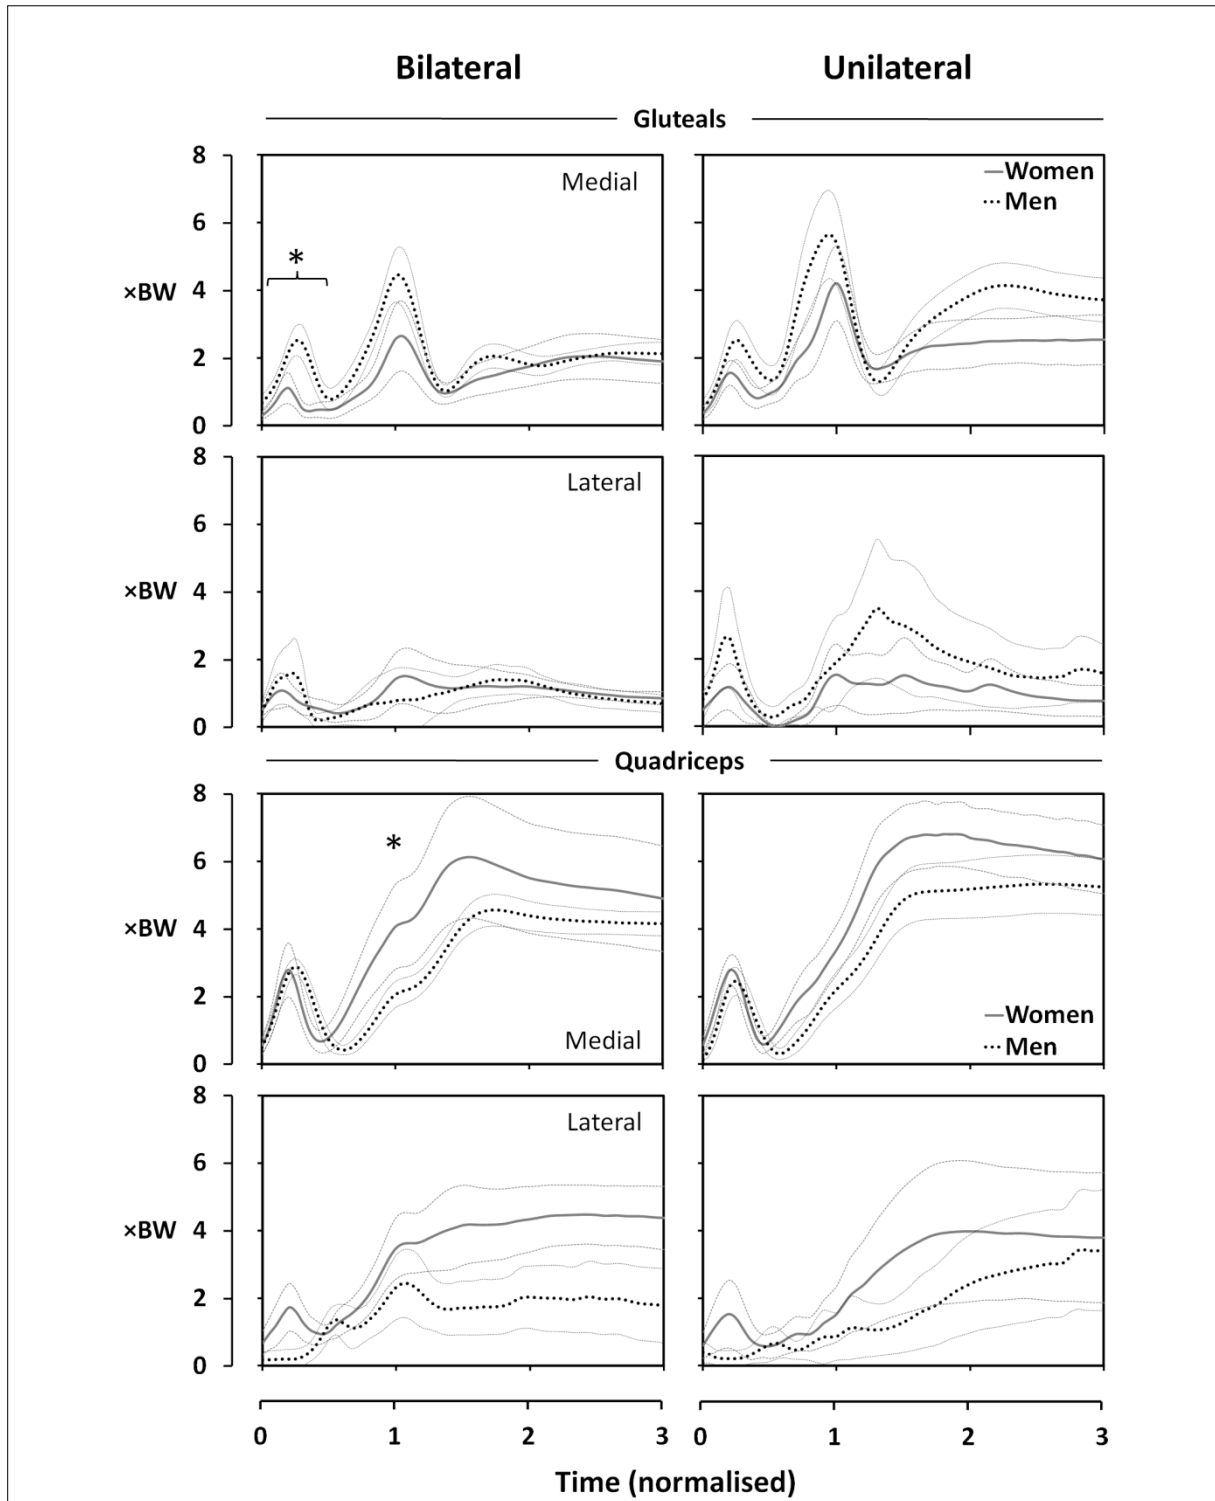 Bilateral Unilateral
Gluteals
8 Medial Women
Men
6
*
×BW 4
2
0
8 Lateral
6
×BW 4
2
0
Quadriceps
8
6 *
×BW 4
2 Women
Medial Men
0
8 Lateral
6
×BW 4
2
0
0 1 2 3 0 1 2 3
Time (normalised)